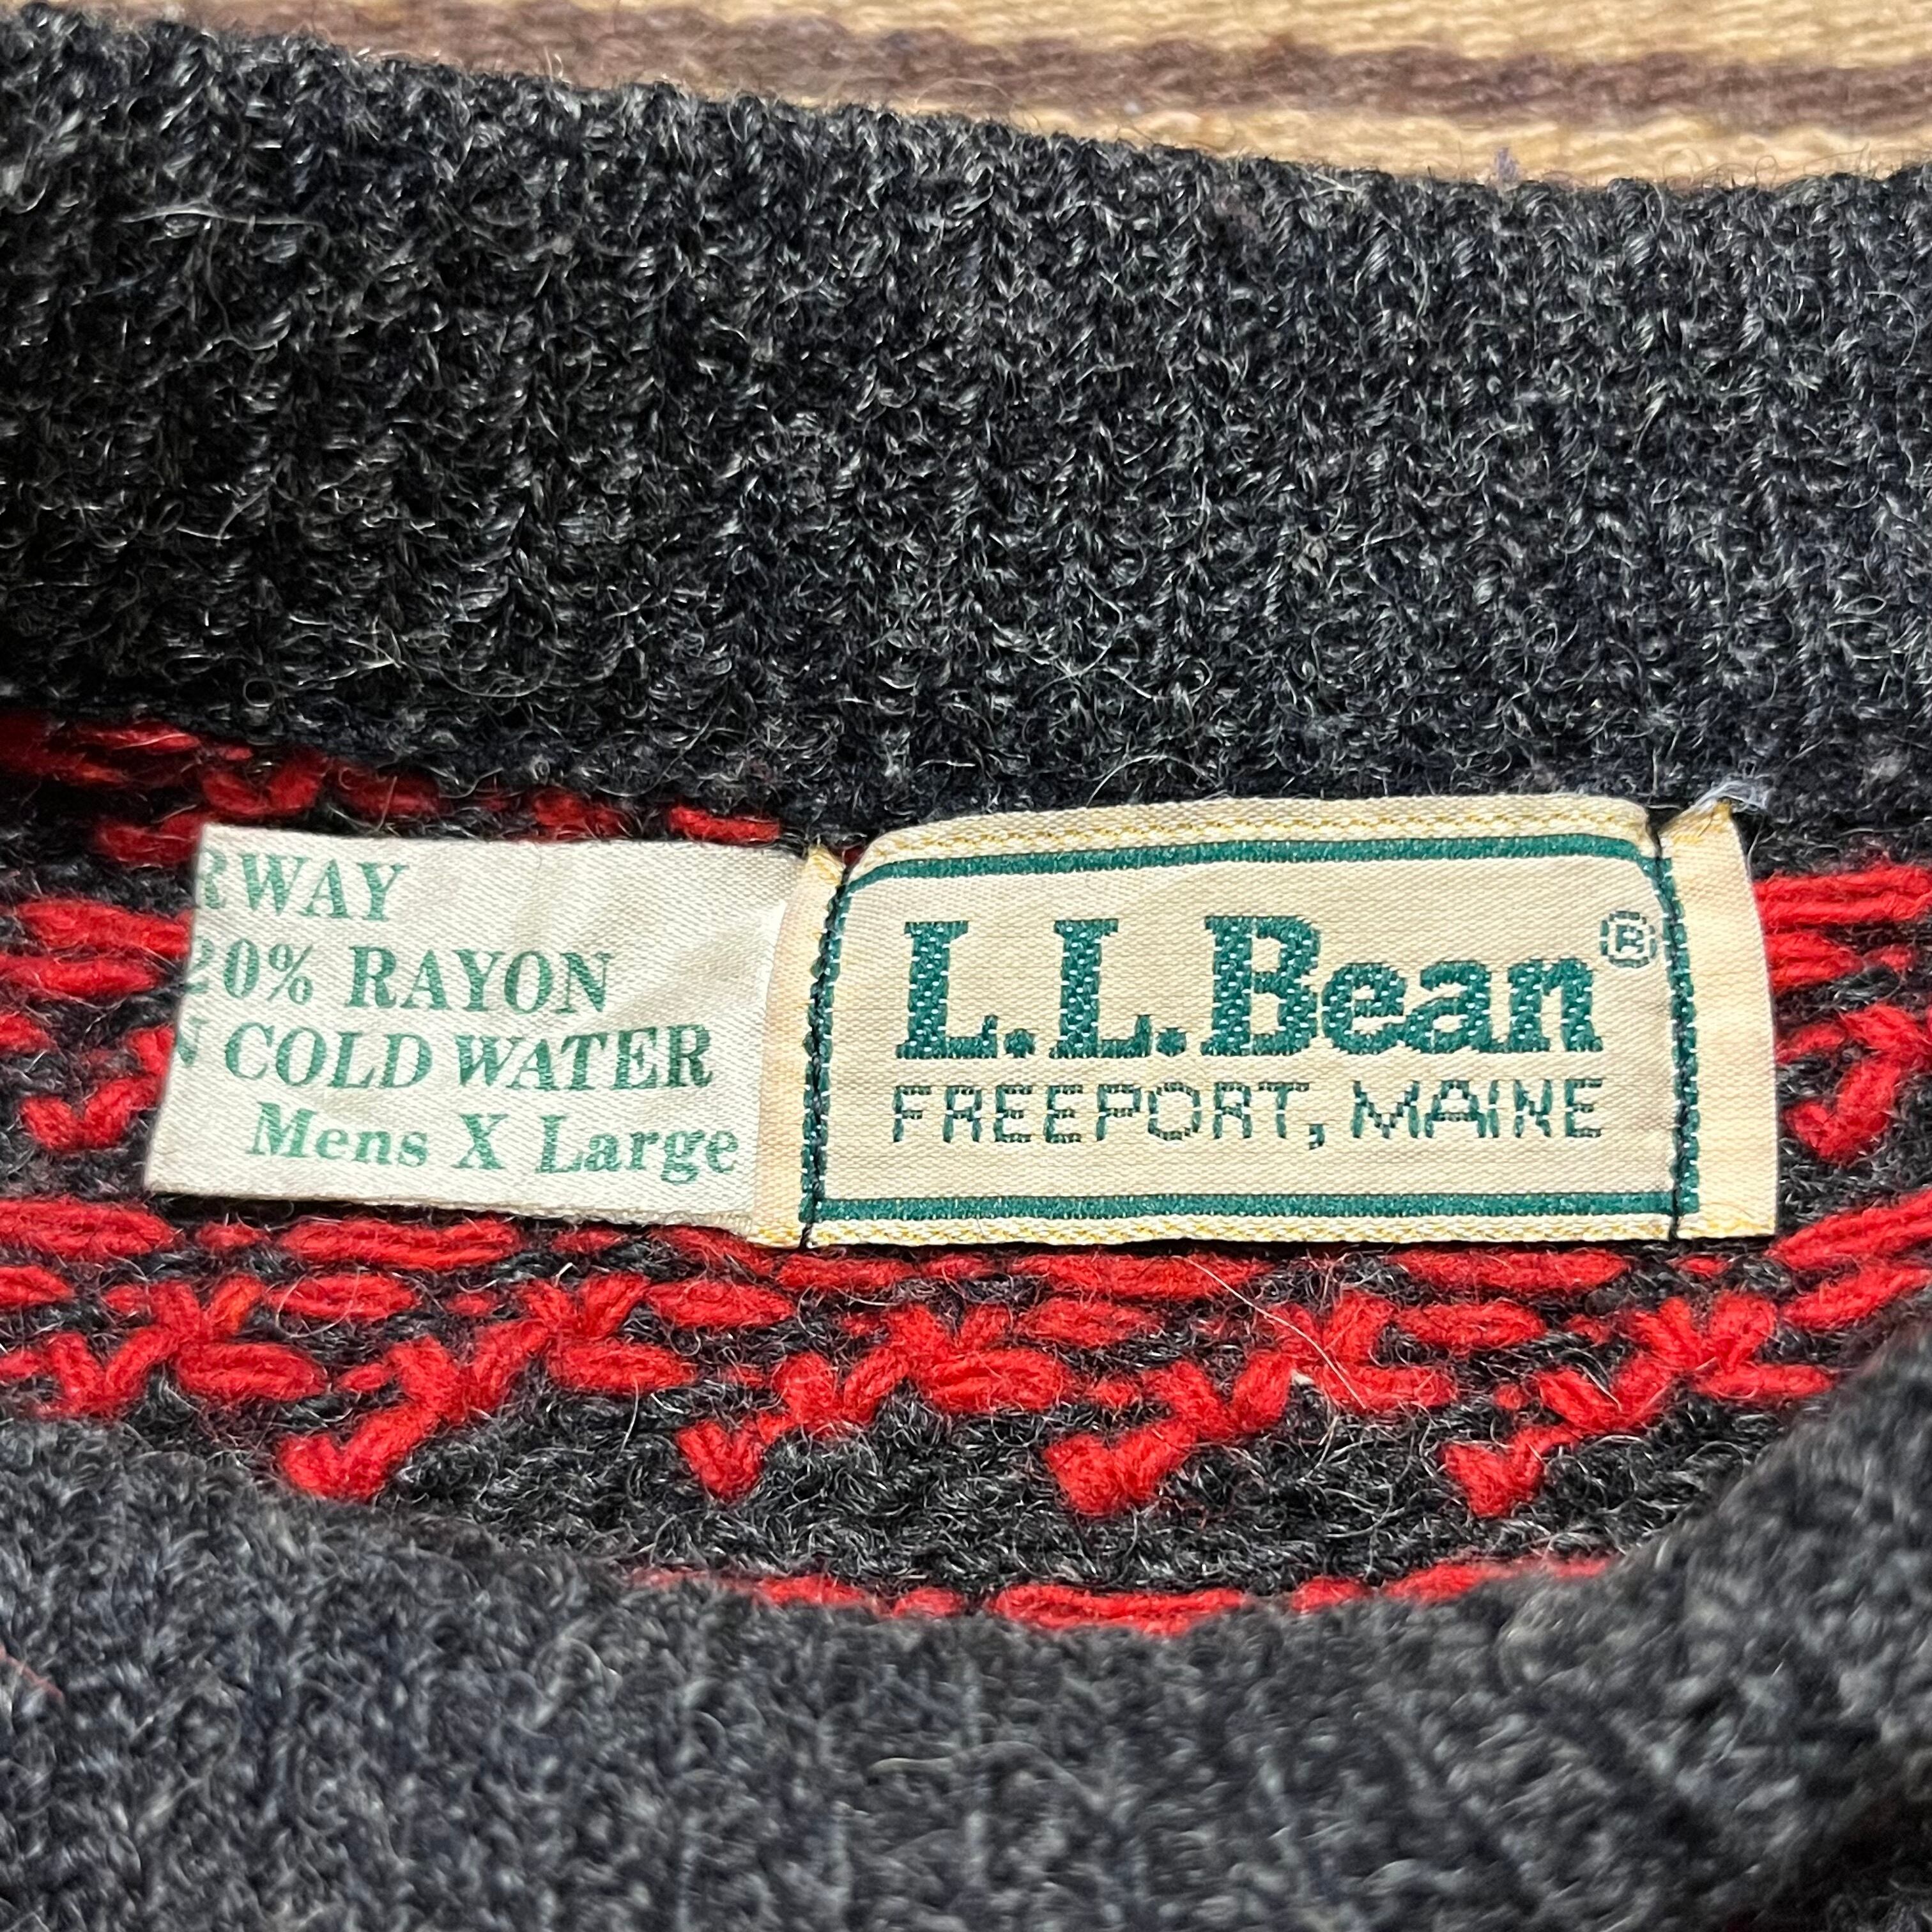 RWAY
20% RAYON
N COLD WATER
Mens X Large
L.L.Bean®
FREEPORT, MAINE